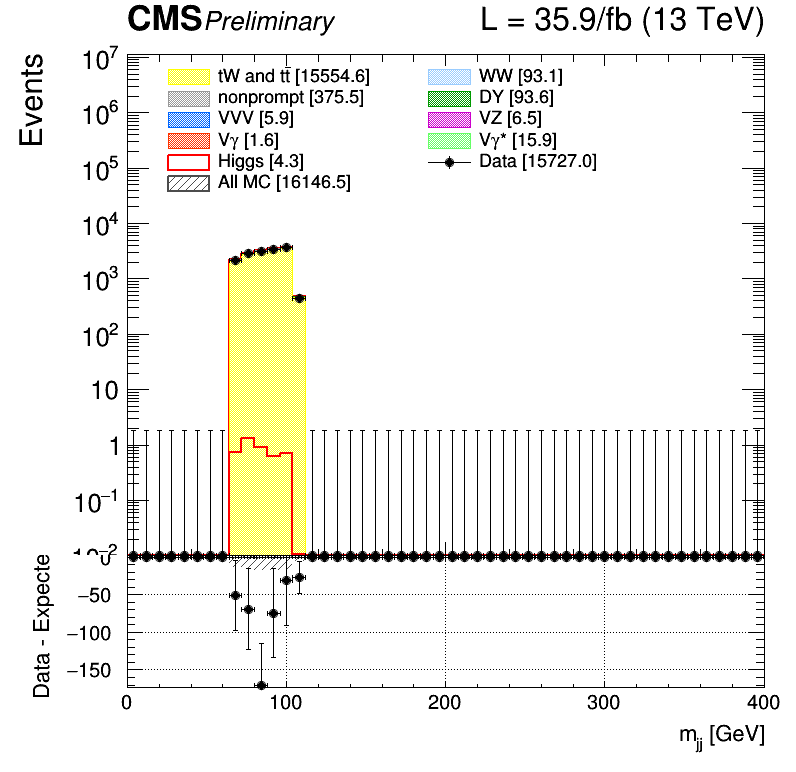 CMS Preliminary L = 35.9/fb (13 TeV)
Events
10⁷
10⁶
10⁵
10⁴
10³
10²
10
1
10⁻¹
tW and tt̄ [15554.6] WW [93.1]
nonprompt [375.5] DY [93.6]
VVV [5.9] VZ [6.5]
Vγ [1.6] Vγ* [15.9]
Higgs [4.3] Data [15727.0]
All MC [16146.5]
Data - Expecte
0
−50
−100
−150
0 100 200 300 400
m_jj [GeV]